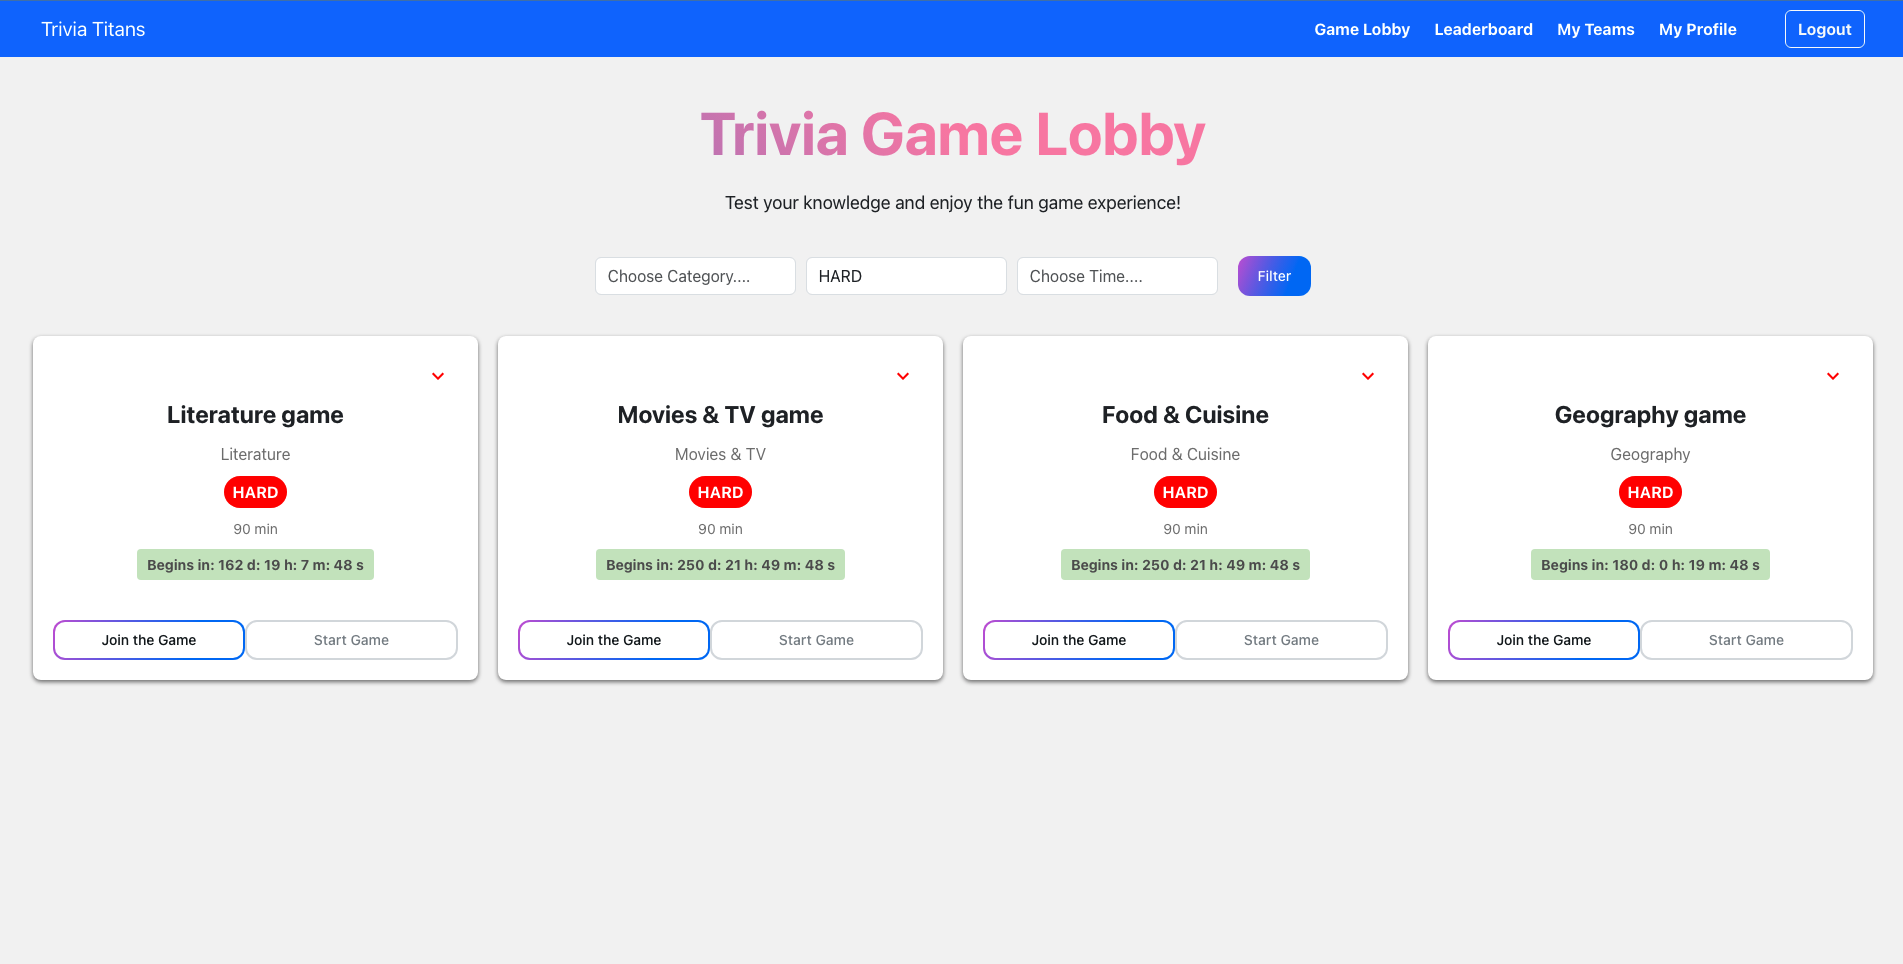 Trivia Titans
Game Lobby
Leaderboard
My Teams
My Profile
Logout
Trivia Game Lobby
Test your knowledge and enjoy the fun game experience!
Choose Category....
HARD
Choose Time....
Filter
Literature game
Literature
HARD
90 min
Begins in: 162 d: 19 h: 7 m: 48 s
Join the Game
Start Game
Movies & TV game
Movies & TV
HARD
90 min
Begins in: 250 d: 21 h: 49 m: 48 s
Join the Game
Start Game
Food & Cuisine
Food & Cuisine
HARD
90 min
Begins in: 250 d: 21 h: 49 m: 48 s
Join the Game
Start Game
Geography game
Geography
HARD
90 min
Begins in: 180 d: 0 h: 19 m: 48 s
Join the Game
Start Game